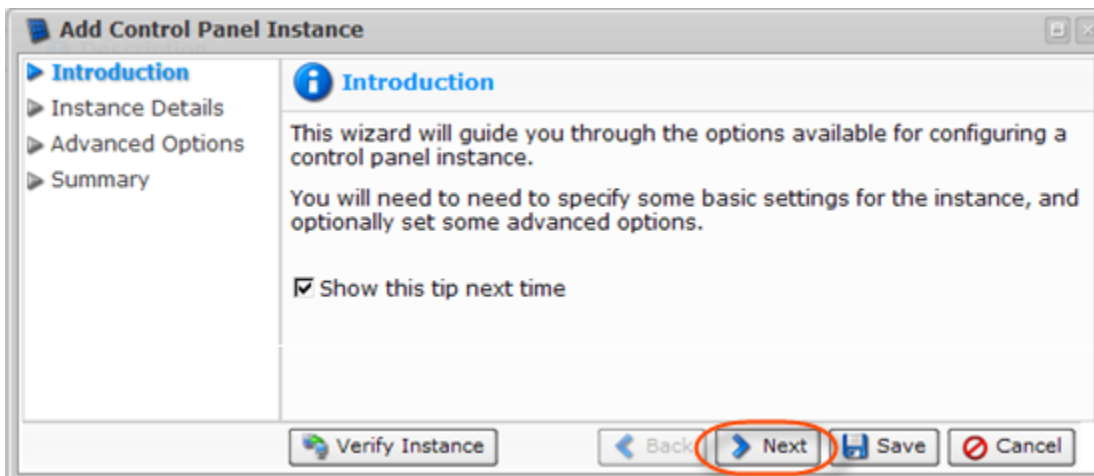 Add Control Panel Instance
Description
Introduction
Instance Details
Advanced Options
Summary
Introduction
This wizard will guide you through the options available for configuring a
control panel instance.
You will need to need to specify some basic settings for the instance, and
optionally set some advanced options.
Show this tip next time
Verify Instance
Back
Next
Save
Cancel